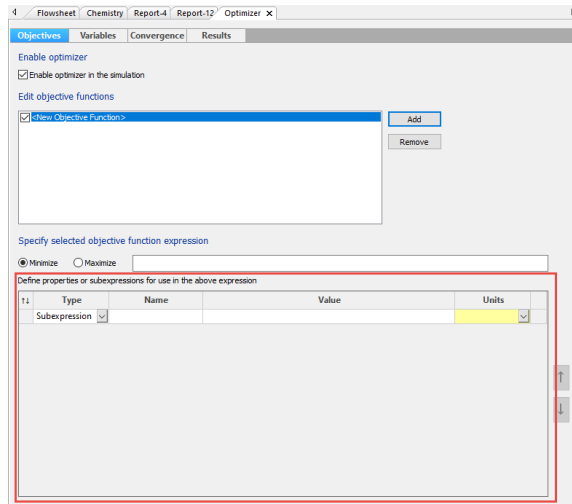 Flowsheet Chemistry Report-4 Report-12 Optimizer x
Objectives Variables Convergence Results
Enable optimizer
Enable optimizer in the simulation
Edit objective functions
<New Objective Function>
Add
Remove
Specify selected objective function expression
Minimize Maximize
Define properties or subexpressions for use in the above expression
↑↓ Type Name Value Units
Subexpression
↑
↓